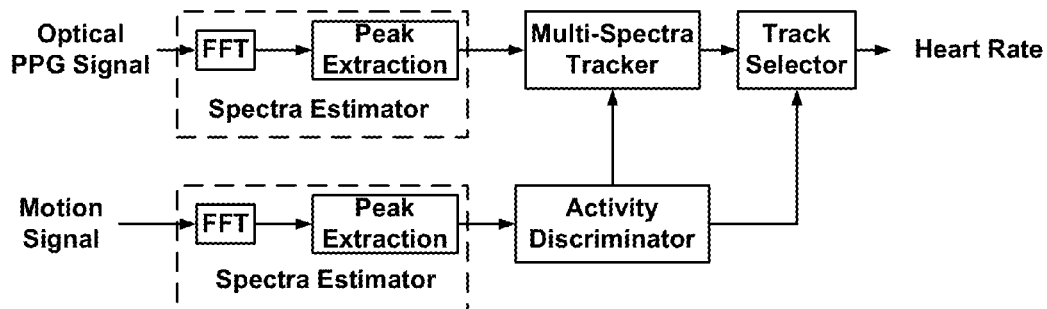 Optical
PPG Signal
FFT
Peak
Extraction
Spectra Estimator
Multi-Spectra
Tracker
Track
Selector
Heart Rate
Motion
Signal
FFT
Peak
Extraction
Spectra Estimator
Activity
Discriminator